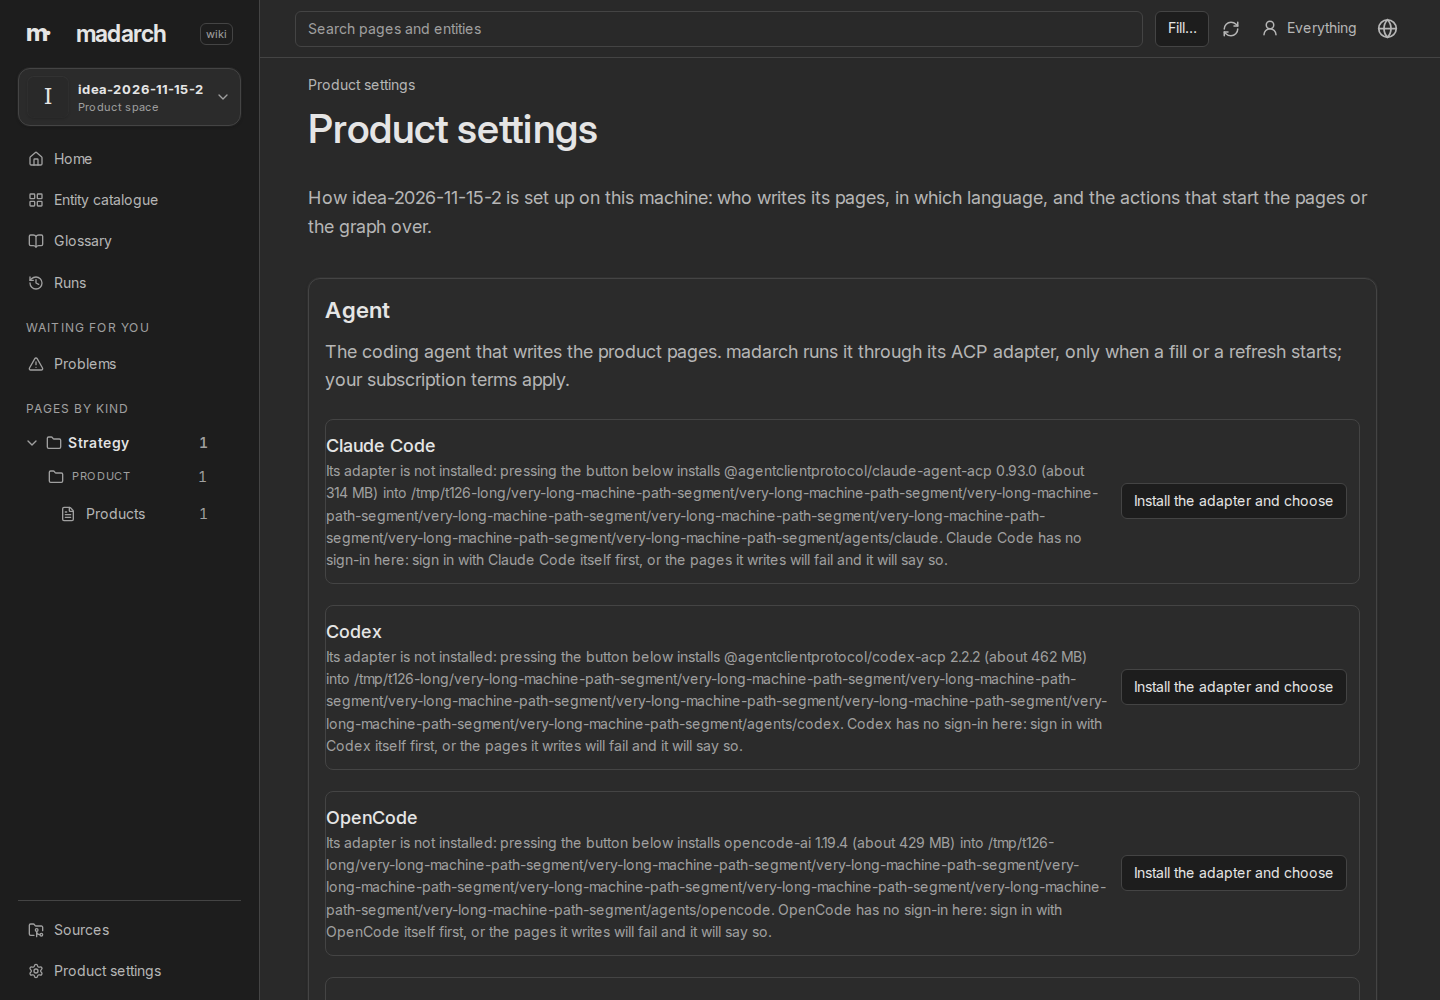 m madarch wiki
idea-2026-11-15-2
I
Product space
Home
Entity catalogue
Glossary
Runs
WAITING FOR YOU
Problems
PAGES BY KIND
Strategy 1
PRODUCT 1
Products 1
Sources
Product settings
Search pages and entities Fill... Everything
Product settings
Product settings
How idea-2026-11-15-2 is set up on this machine: who writes its pages, in which language, and the actions that start the pages or
the graph over.
Agent
The coding agent that writes the product pages. madarch runs it through its ACP adapter, only when a fill or a refresh starts;
your subscription terms apply.
Claude Code
Its adapter is not installed: pressing the button below installs @agentclientprotocol/claude-agent-acp 0.93.0 (about
314 MB) into /tmp/t126-long/very-long-machine-path-segment/very-long-machine-path-segment/very-long-machine-
path-segment/very-long-machine-path-segment/very-long-machine-path-segment/very-long-machine-path-
segment/very-long-machine-path-segment/very-long-machine-path-segment/agents/claude. Claude Code has no
sign-in here: sign in with Claude Code itself first, or the pages it writes will fail and it will say so.
Install the adapter and choose
Codex
Its adapter is not installed: pressing the button below installs @agentclientprotocol/codex-acp 2.2.2 (about 462 MB)
into /tmp/t126-long/very-long-machine-path-segment/very-long-machine-path-segment/very-long-machine-path-
segment/very-long-machine-path-segment/very-long-machine-path-segment/very-long-machine-path-segment/very-
long-machine-path-segment/very-long-machine-path-segment/agents/codex. Codex has no sign-in here: sign in with
Codex itself first, or the pages it writes will fail and it will say so.
Install the adapter and choose
OpenCode
Its adapter is not installed: pressing the button below installs opencode-ai 1.19.4 (about 429 MB) into /tmp/t126-
long/very-long-machine-path-segment/very-long-machine-path-segment/very-long-machine-path-segment/very-
long-machine-path-segment/very-long-machine-path-segment/very-long-machine-path-segment/very-long-machine-
path-segment/very-long-machine-path-segment/agents/opencode. OpenCode has no sign-in here: sign in with
OpenCode itself first, or the pages it writes will fail and it will say so.
Install the adapter and choose